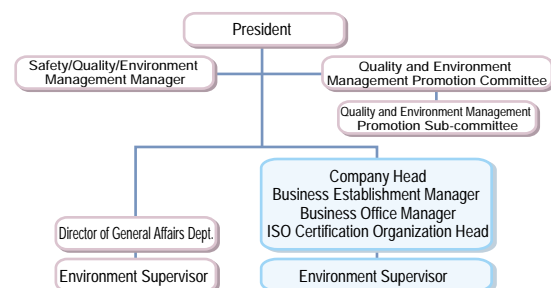 President
Safety/Quality/Environment
Management Manager
Quality and Environment
Management Promotion Committee
Quality and Environment Management
Promotion Sub-committee
Company Head
Business Establishment Manager
Business Office Manager
ISO Certification Organization Head
Director of General Affairs Dept.
Environment Supervisor
Environment Supervisor